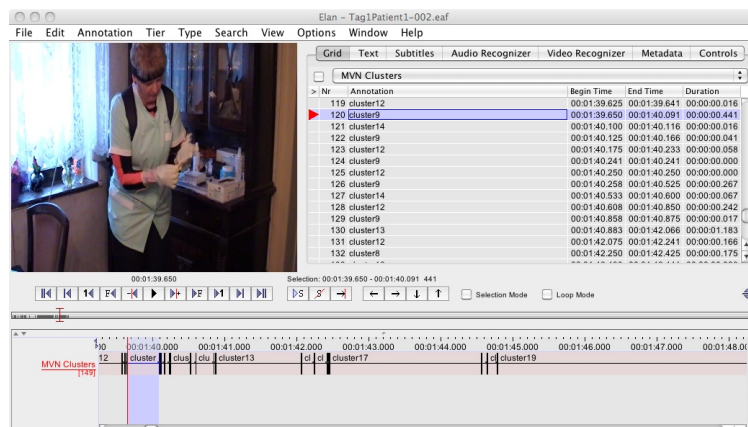 Elan - Tag1Patient1-002.eaf
File Edit Annotation Tier Type Search View Options Window Help
Grid Text Subtitles Audio Recognizer Video Recognizer Metadata Controls
MVN Clusters
> Nr Annotation Begin Time End Time Duration
119 cluster12 00:01:39.625 00:01:39.641 00:00:00.016
120 cluster9 00:01:39.650 00:01:40.091 00:00:00.441
121 cluster14 00:01:40.100 00:01:40.116 00:00:00.016
122 cluster9 00:01:40.125 00:01:40.166 00:00:00.041
123 cluster12 00:01:40.175 00:01:40.233 00:00:00.058
124 cluster9 00:01:40.241 00:01:40.241 00:00:00.000
125 cluster12 00:01:40.250 00:01:40.250 00:00:00.000
126 cluster9 00:01:40.258 00:01:40.525 00:00:00.267
127 cluster14 00:01:40.533 00:01:40.600 00:00:00.067
128 cluster12 00:01:40.608 00:01:40.850 00:00:00.242
129 cluster9 00:01:40.858 00:01:40.875 00:00:00.017
130 cluster13 00:01:40.883 00:01:42.066 00:00:01.183
131 cluster12 00:01:42.075 00:01:42.241 00:00:00.166
132 cluster8 00:01:42.250 00:01:42.425 00:00:00.175
00:01:39.650
Selection: 00:01:39.650 - 00:01:40.091 441
1 F F 1 S S Selection Mode Loop Mode
00 00:01:40.000 00:01:41.000 00:01:42.000 00:01:43.000 00:01:44.000 00:01:45.000 00:01:46.000 00:01:47.000 00:01:48.00
MVN Clusters
[149]
12 cluster clus clu cluster13 cl cl cluster17 cl cluster19